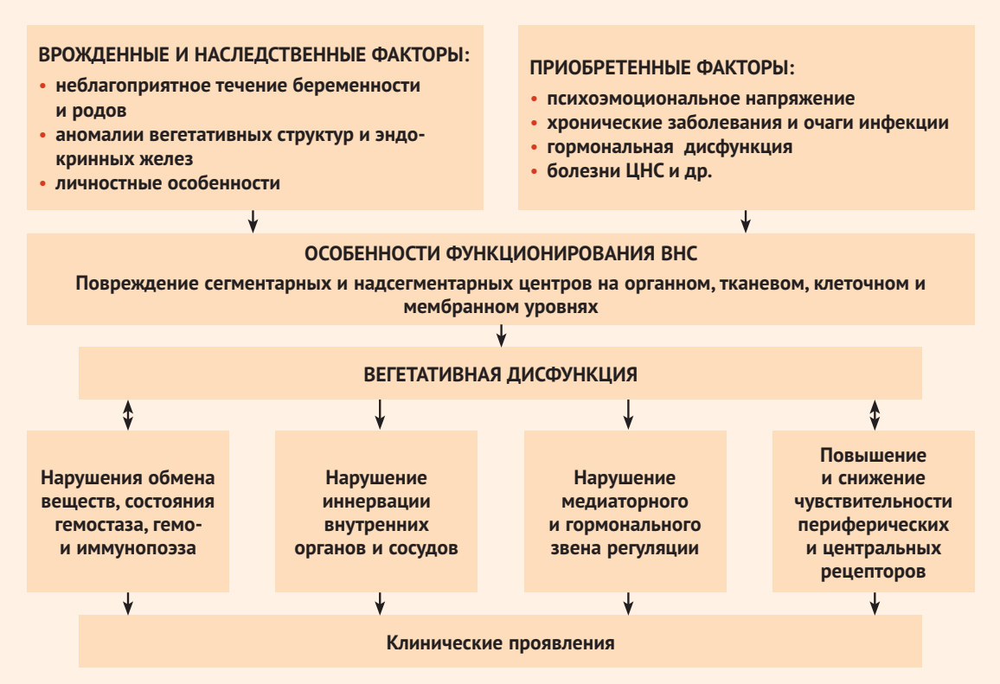 ВРОЖДЕННЫЕ И НАСЛЕДСТВЕННЫЕ ФАКТОРЫ:
• неблагоприятное течение беременности
и родов
• аномалии вегетативных структур и эндо-
кринных желез
• личностные особенности
ПРИОБРЕТЕННЫЕ ФАКТОРЫ:
• психоэмоциональное напряжение
• хронические заболевания и очаги инфекции
• гормональная дисфункция
• болезни ЦНС и др.
ОСОБЕННОСТИ ФУНКЦИОНИРОВАНИЯ ВНС
Повреждение сегментарных и надсегментарных центров на органном, тканевом, клеточном и
мембранном уровнях
ВЕГЕТАТИВНАЯ ДИСФУНКЦИЯ
Нарушения обмена
веществ, состояния
гемостаза, гемо-
и иммунопоэза
Нарушение
иннервации
внутренних
органов и сосудов
Нарушение
медиаторного
и гормонального
звена регуляции
Повышение
и снижение
чувствительности
периферических
и центральных
рецепторов
Клинические проявления